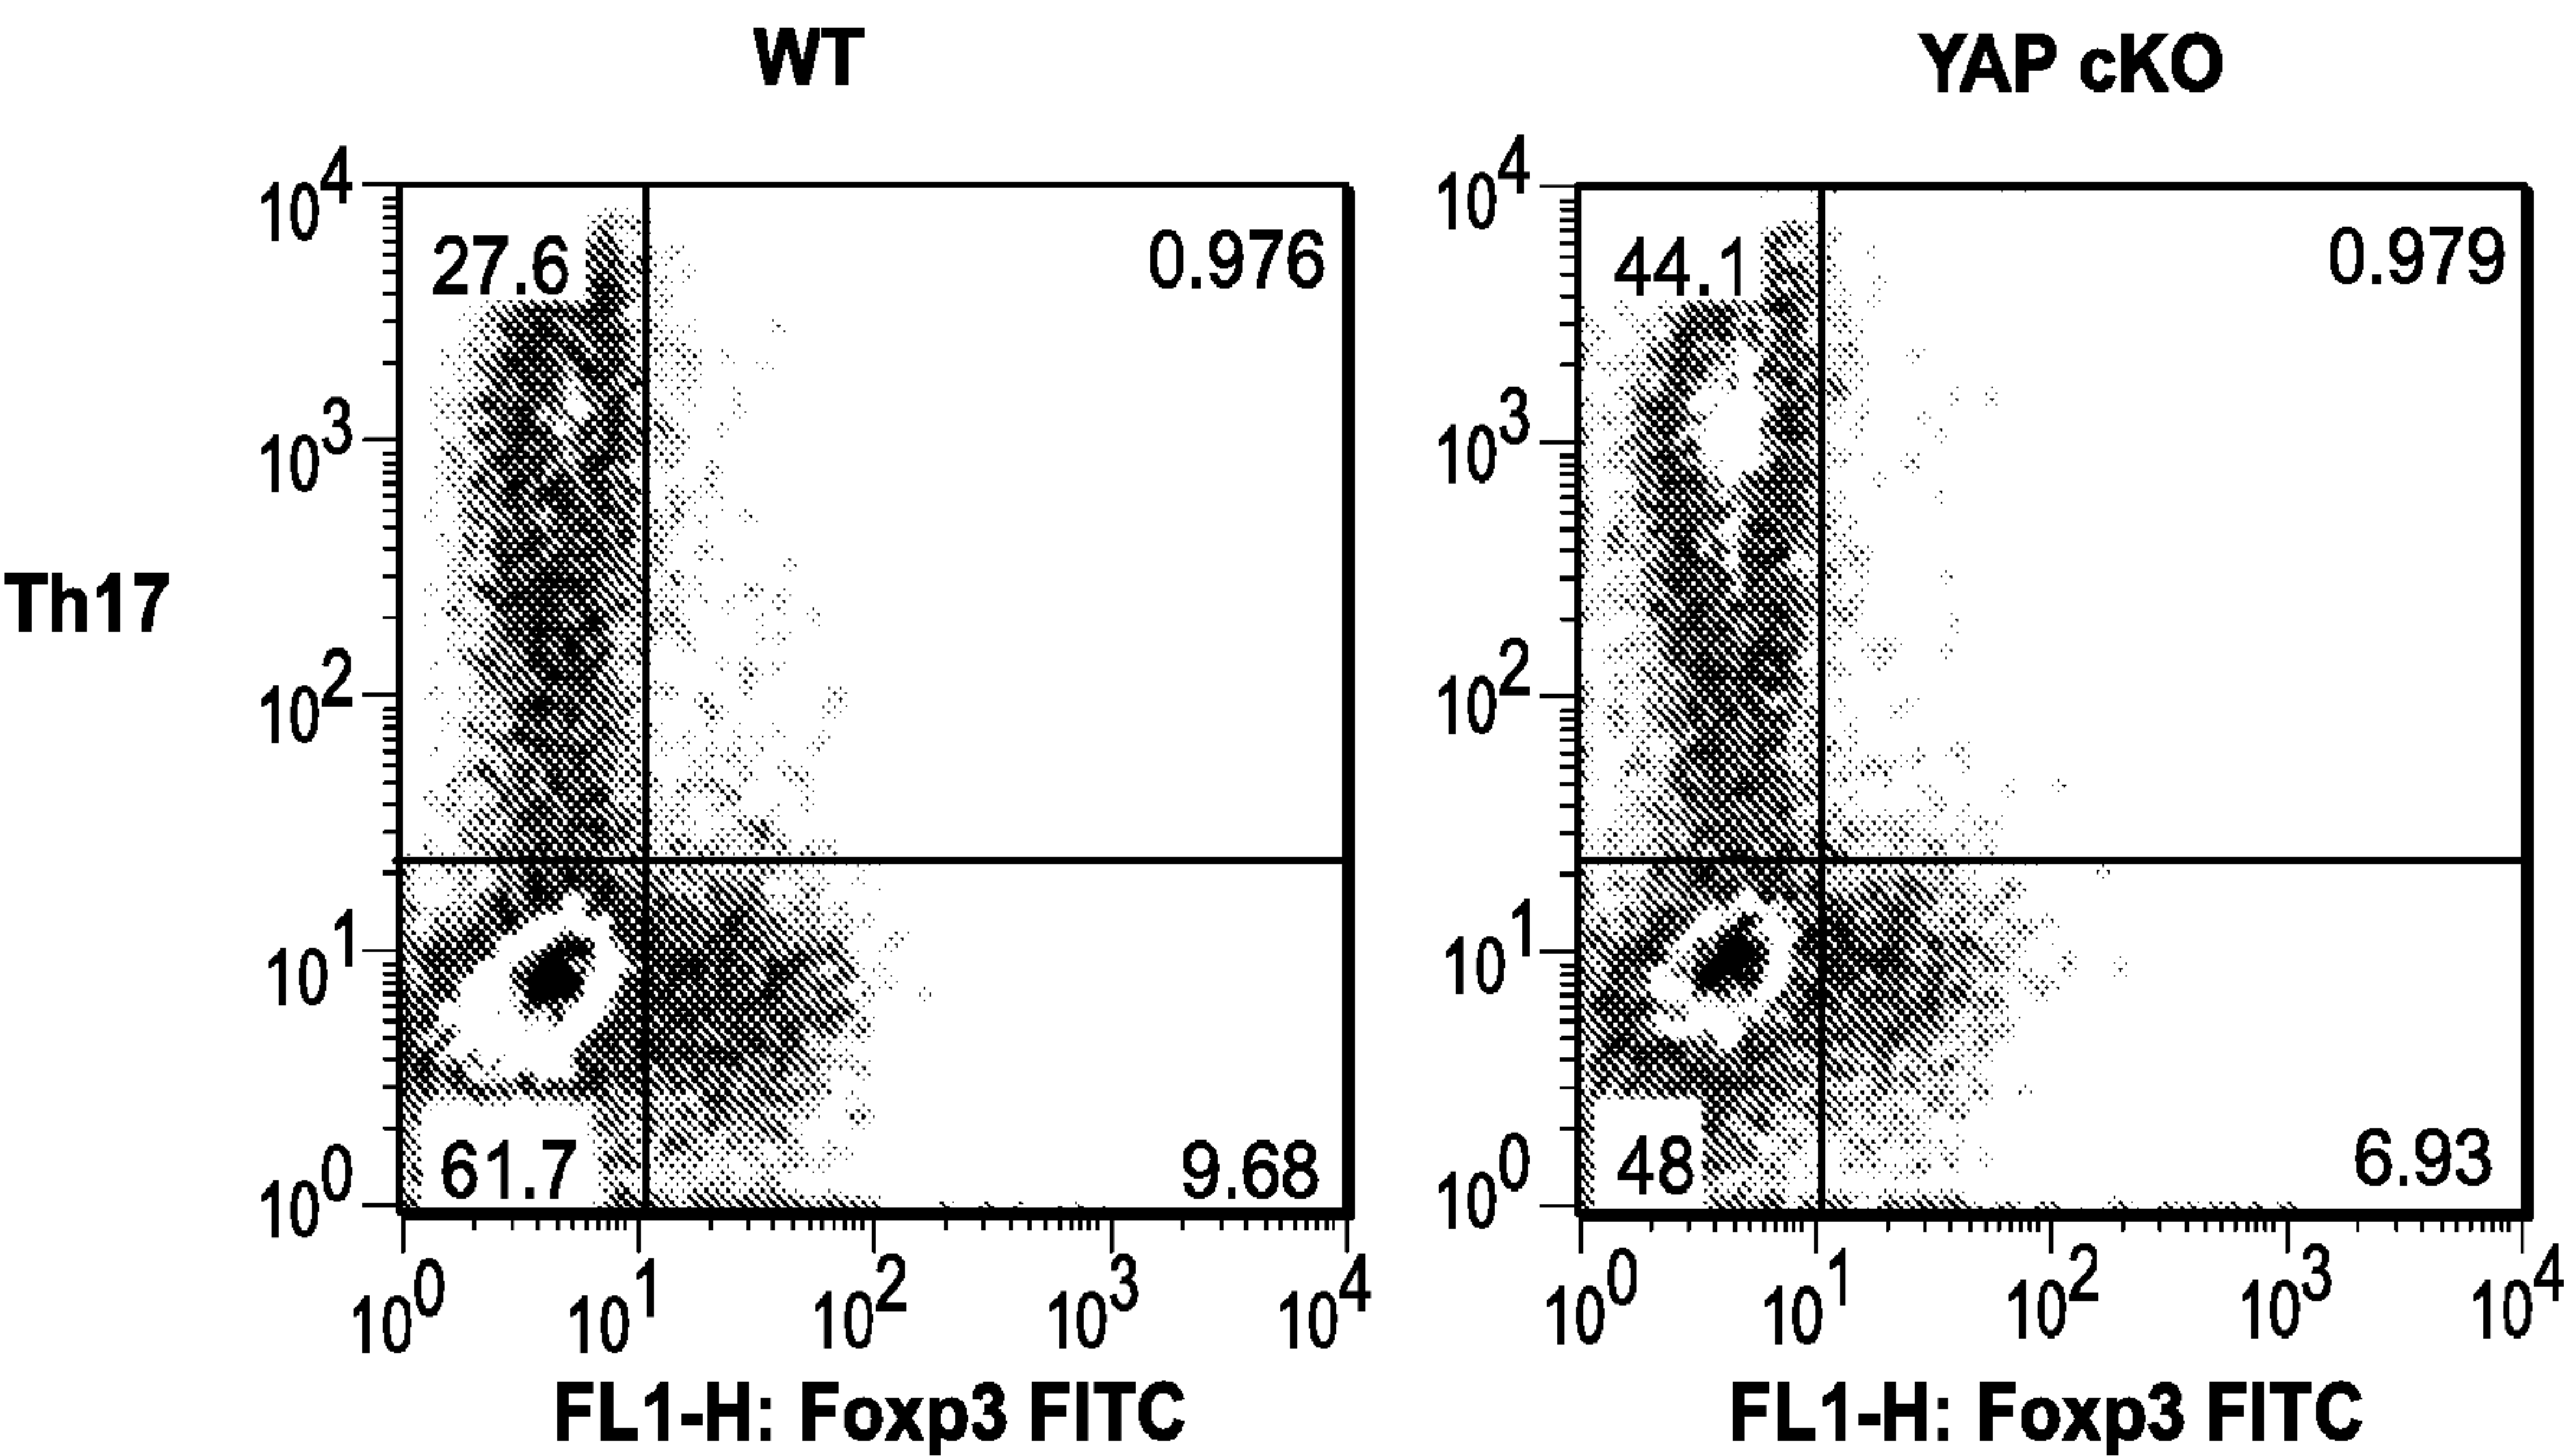 WT
YAP cKO
10^4
27.6
0.976
10^3
Th17
10^2
10^1
61.7
9.68
10^0
10^0 10^1 10^2 10^3 10^4
FL1-H: Foxp3 FITC
10^4
44.1
0.979
10^3
10^2
10^1
48
6.93
10^0
10^0 10^1 10^2 10^3 10^4
FL1-H: Foxp3 FITC